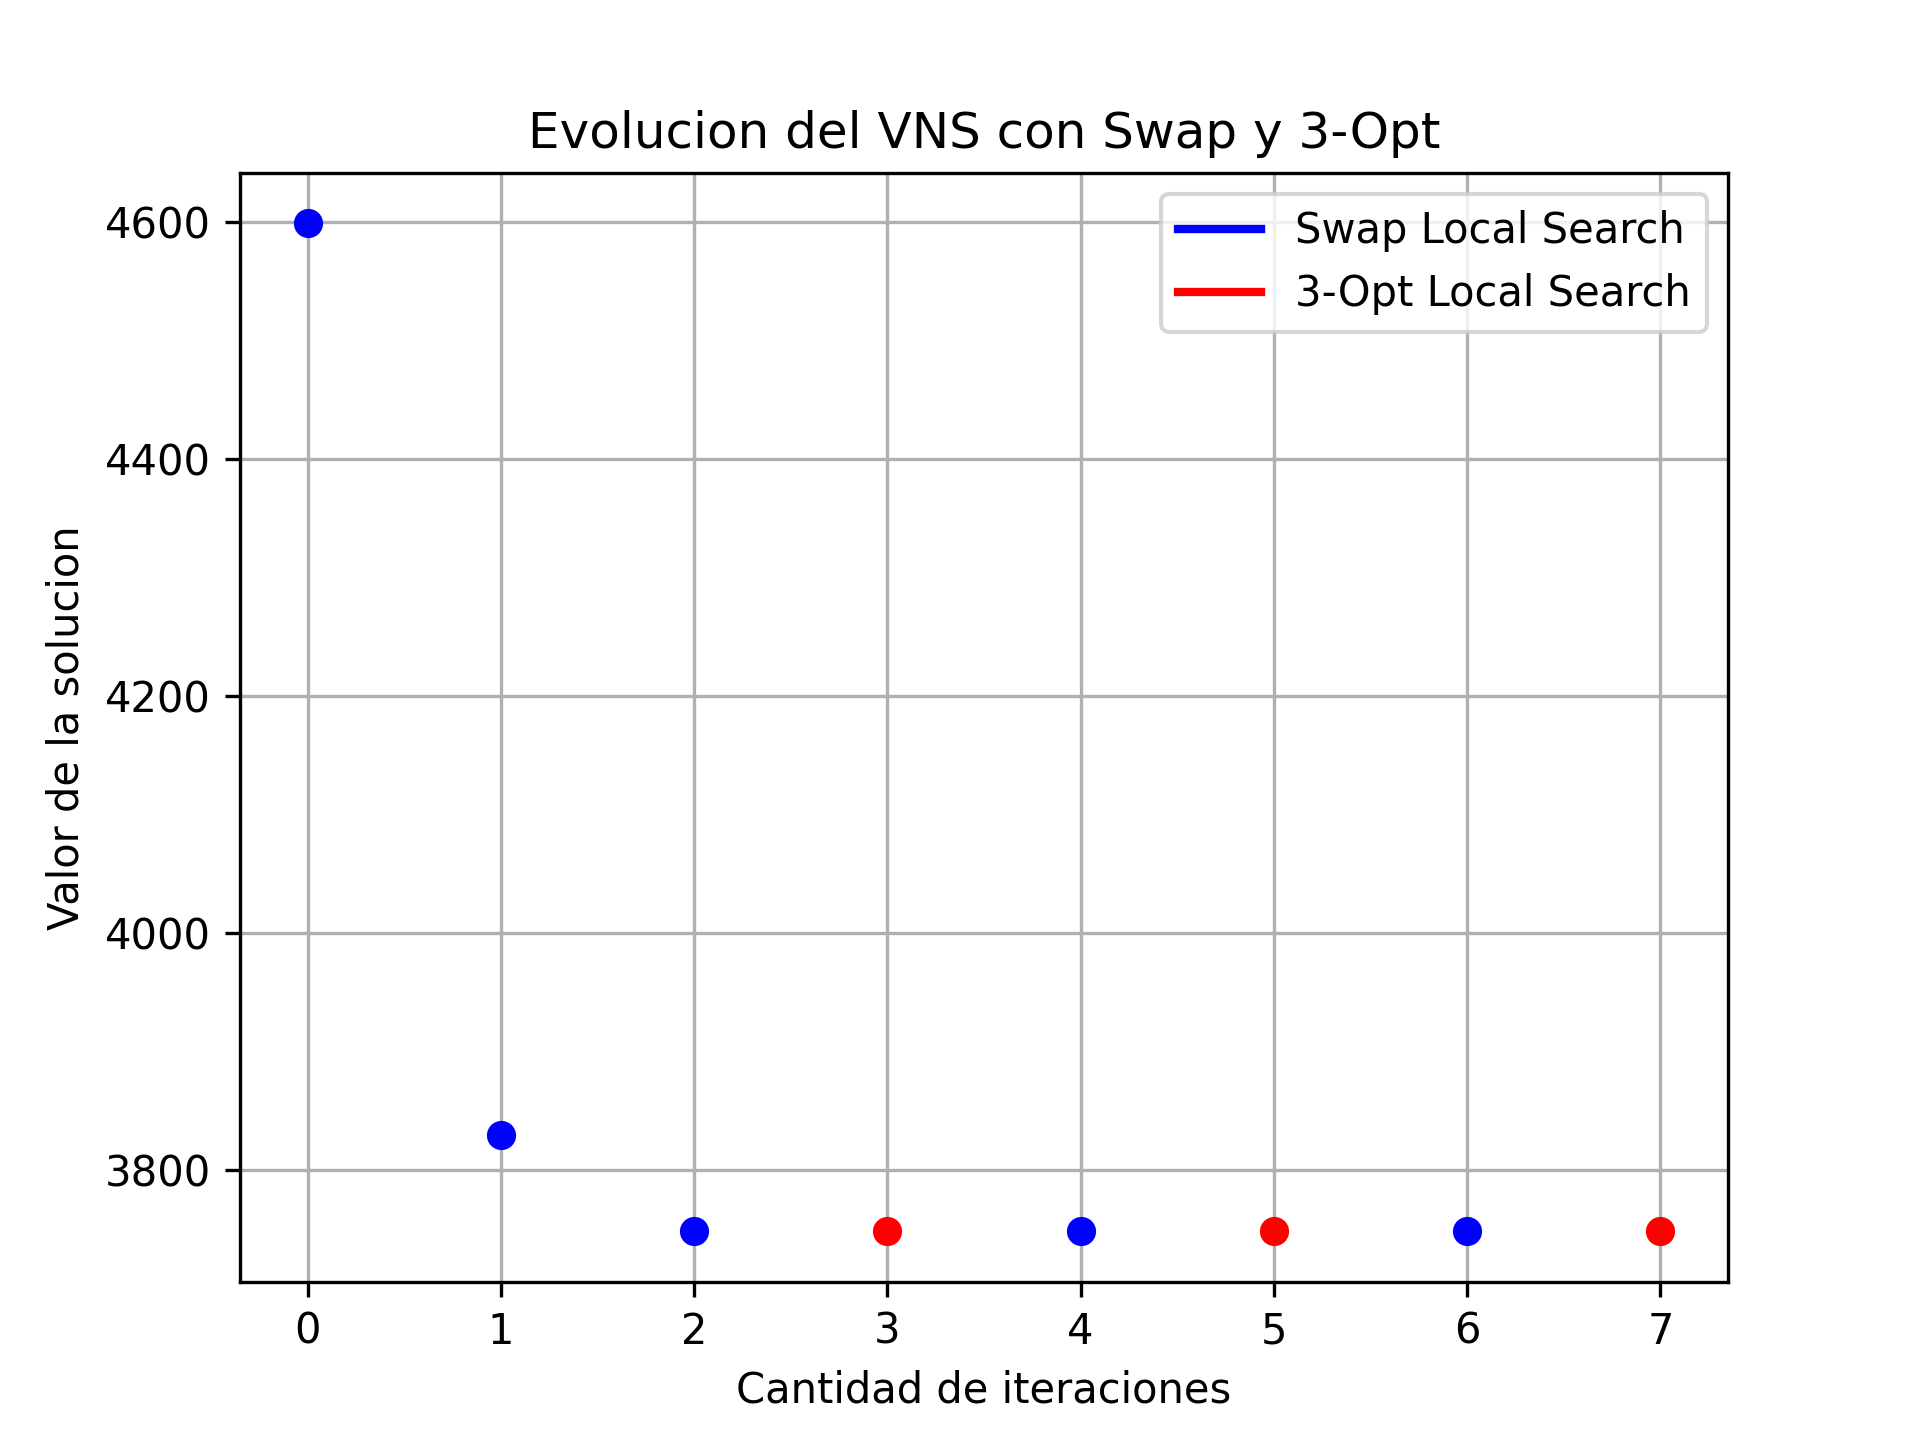 Evolucion del VNS con Swap y 3-Opt
Swap Local Search
3-Opt Local Search
4600
4400
4200
4000
3800
Valor de la solucion
0 1 2 3 4 5 6 7
Cantidad de iteraciones